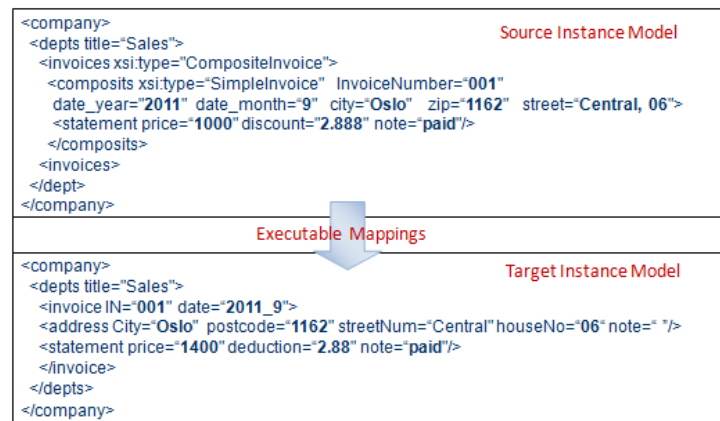 <company>
Source Instance Model
<depts title=“Sales”>
<invoices xsi:type="CompositeInvoice”>
<composits xsi:type=“SimpleInvoice” InvoiceNumber=“001”
date_year=“2011” date_month=“9” city=“Oslo” zip=“1162” street=“Central, 06”>
<statement price=“1000” discount=“2.888” note=“paid”/>
</composits>
<invoices>
</dept>
</company>
Executable Mappings
<company>
Target Instance Model
<depts title=“Sales”>
<invoice IN=“001” date=“2011_9”>
<address City=“Oslo” postcode=“1162” streetNum=“Central” houseNo=“06“ note=“ ”/>
<statement price=“1400” deduction=“2.88” note=“paid”/>
</invoice>
</depts>
</company>